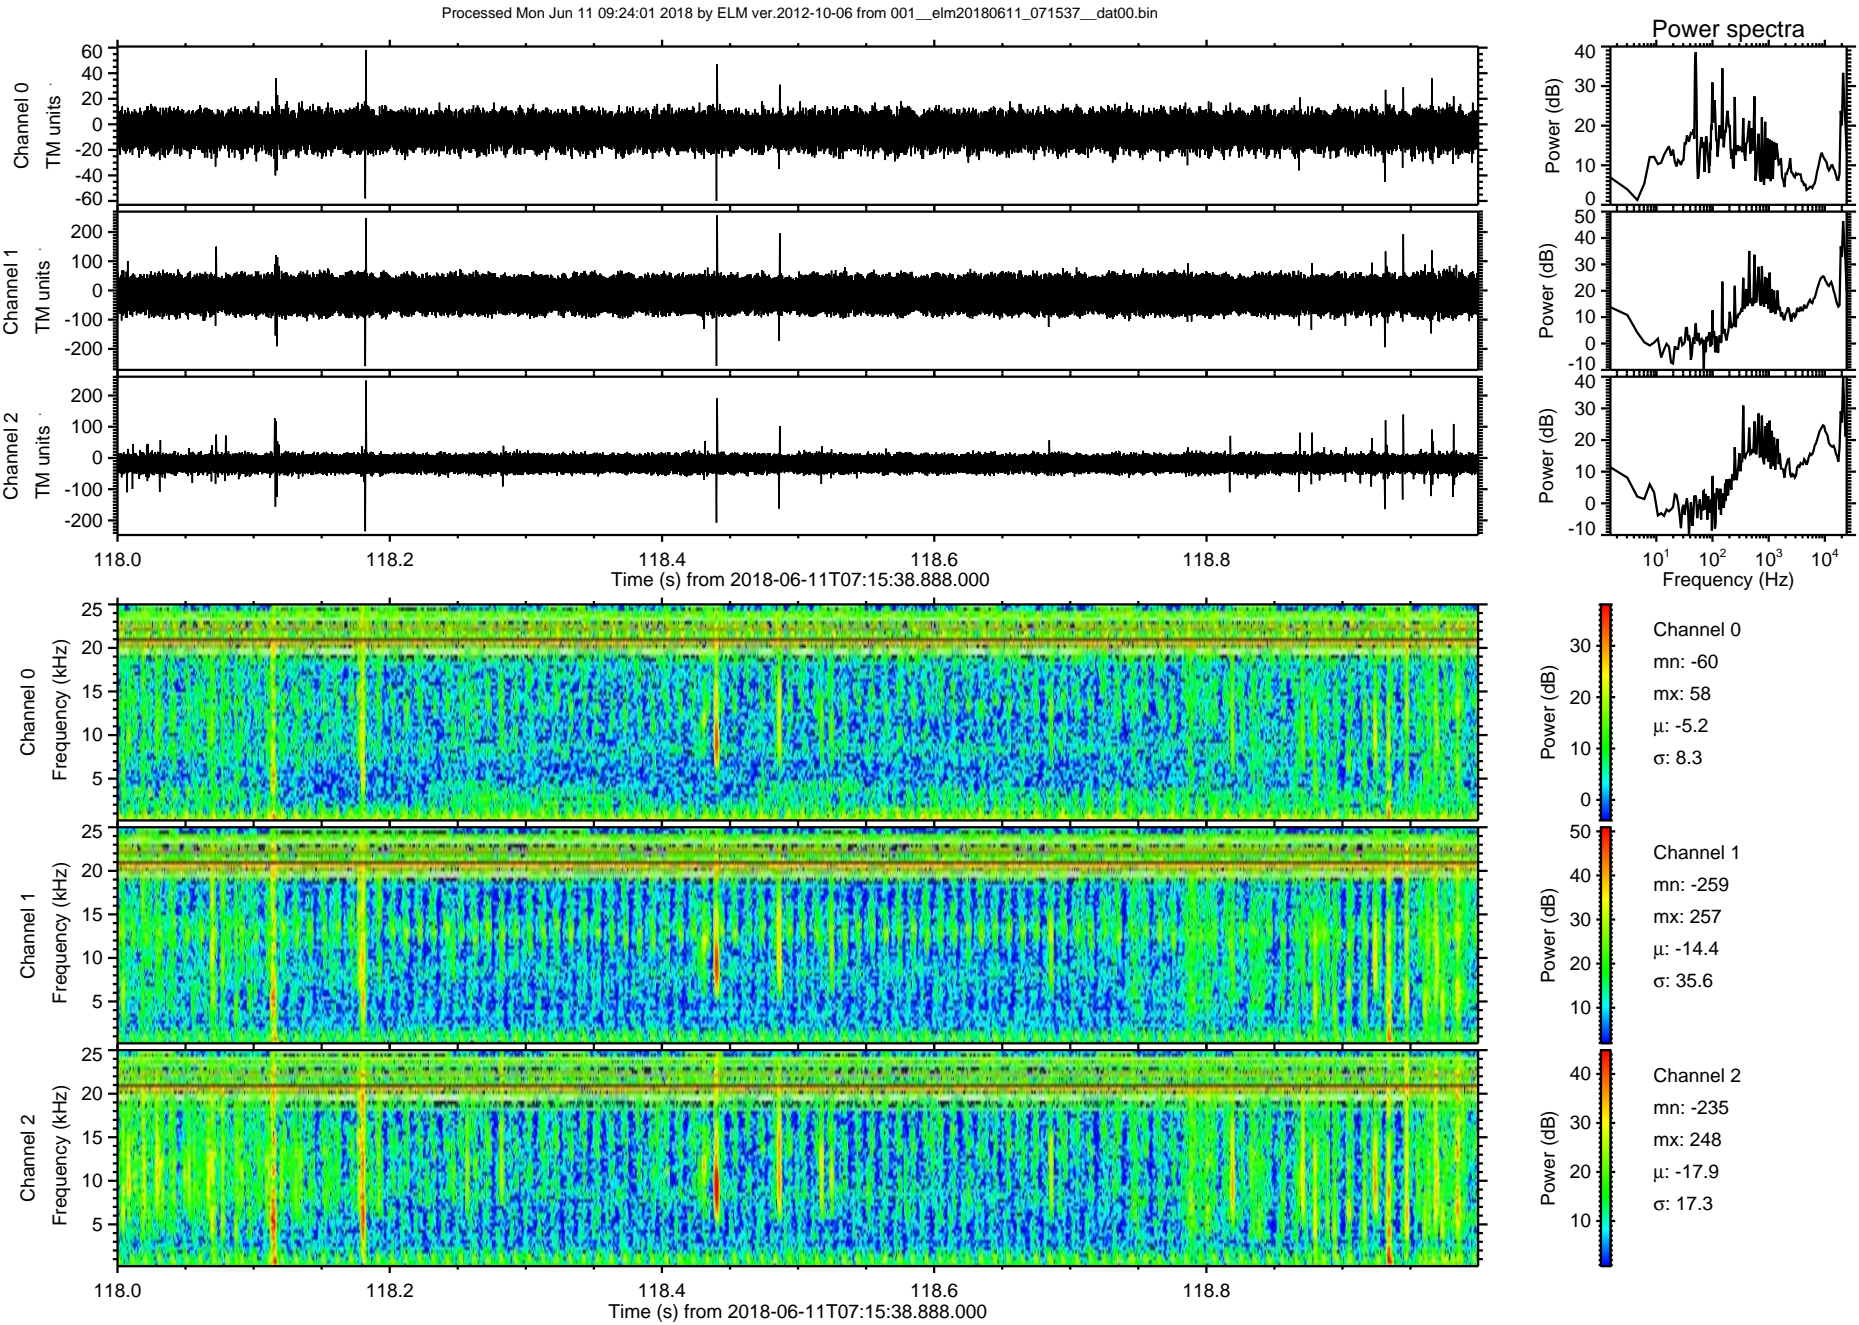 Processed Mon Jun 11 09:24:01 2018 by ELM ver.2012-10-06 from 001__elm20180611_071537__dat00.bin
Power spectra
Channel 0
TM units
60
40
20
0
-20
-40
-60
Power (dB)
40
30
20
10
0
Channel 1
TM units
200
100
0
-100
-200
Power (dB)
50
40
30
20
10
0
-10
Channel 2
TM units
200
100
0
-100
-200
Power (dB)
40
30
20
10
0
-10
118.0 118.2 118.4 118.6 118.8
Time (s) from 2018-06-11T07:15:38.888.000
10¹ 10² 10³ 10⁴
Frequency (Hz)
Channel 0
Frequency (kHz)
25
20
15
10
5
Power (dB)
30
20
10
0
Channel 0
mn: -60
mx: 58
μ: -5.2
σ: 8.3
Channel 1
Frequency (kHz)
25
20
15
10
5
Power (dB)
50
40
30
20
10
Channel 1
mn: -259
mx: 257
μ: -14.4
σ: 35.6
Channel 2
Frequency (kHz)
25
20
15
10
5
Power (dB)
40
30
20
10
Channel 2
mn: -235
mx: 248
μ: -17.9
σ: 17.3
118.0 118.2 118.4 118.6 118.8
Time (s) from 2018-06-11T07:15:38.888.000